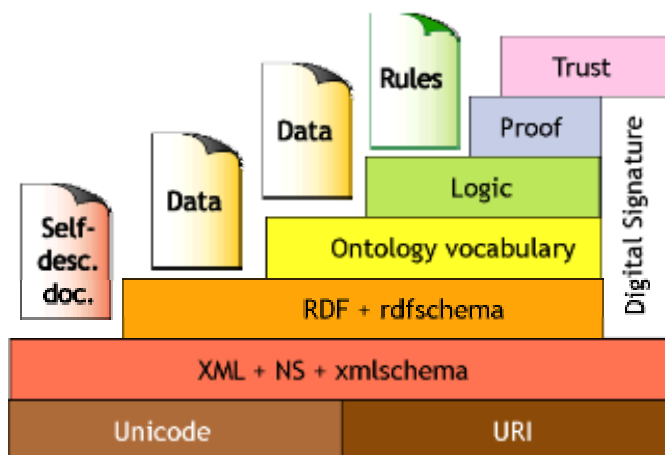 Rules
Trust
Data
Proof
Data
Logic
Self-
desc.
doc.
Ontology vocabulary
Digital Signature
RDF + rdfschema
XML + NS + xmlschema
Unicode
URI